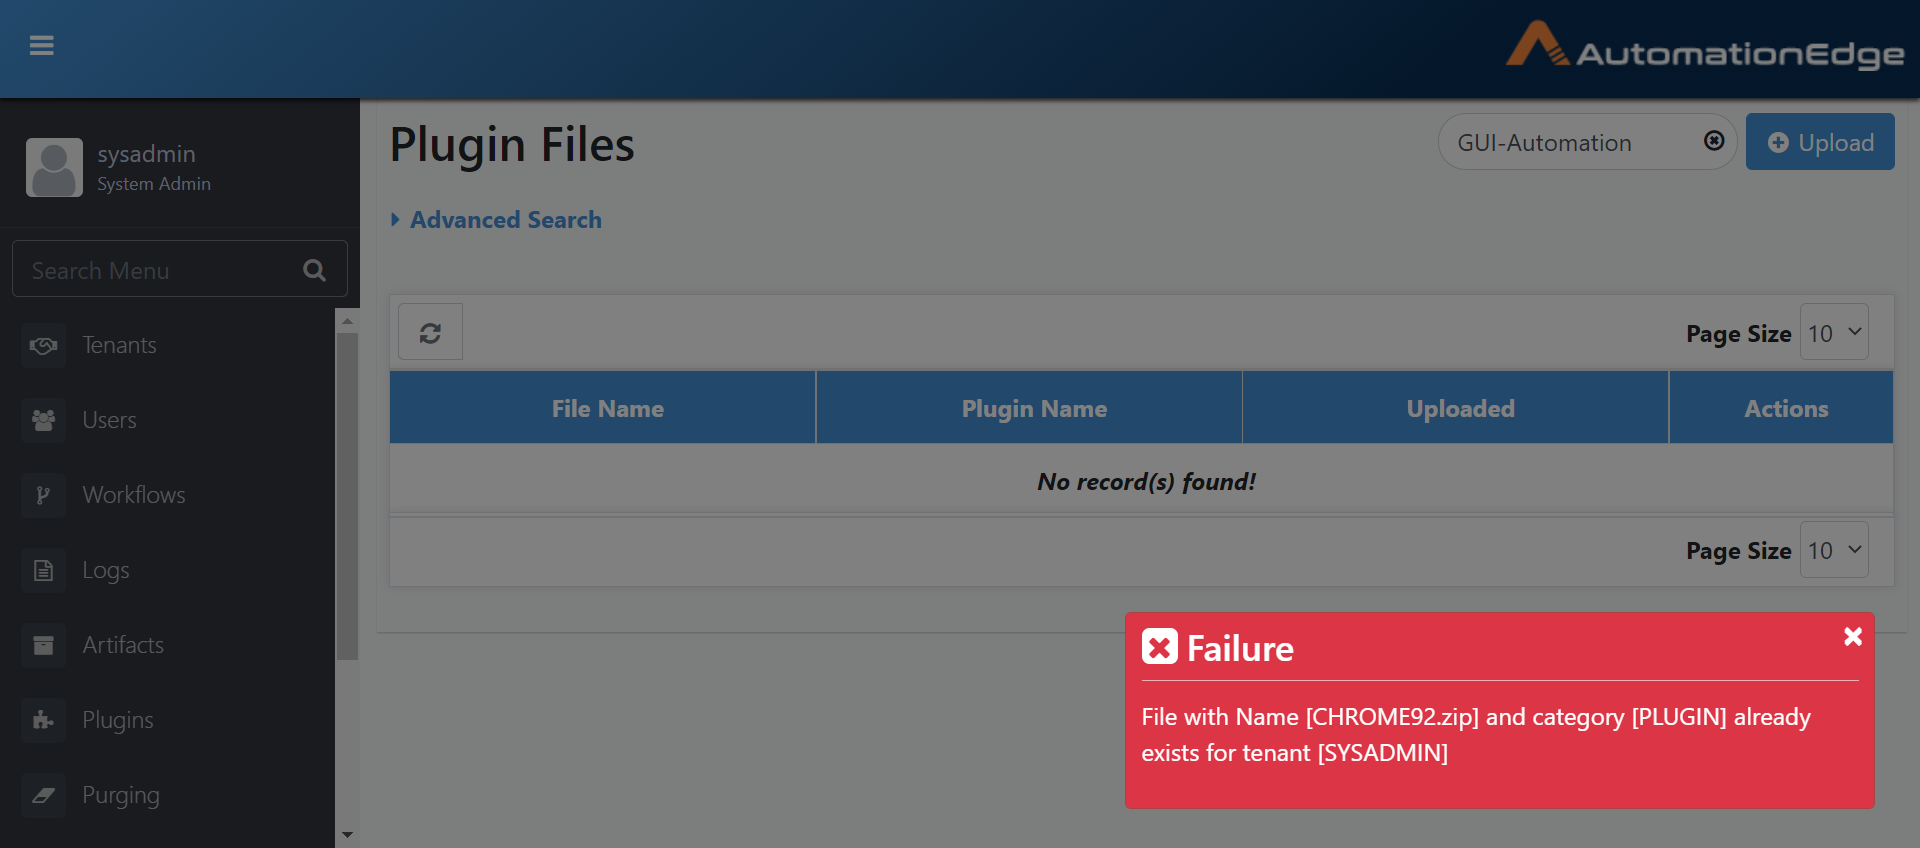 AutomationEdge
sysadmin
System Admin
Search Menu
Tenants
Users
Workflows
Logs
Artifacts
Plugins
Purging
Plugin Files
GUI-Automation
Upload
Advanced Search
Page Size 10
File Name Plugin Name Uploaded Actions
No record(s) found!
Page Size 10
Failure
File with Name [CHROME92.zip] and category [PLUGIN] already
exists for tenant [SYSADMIN]